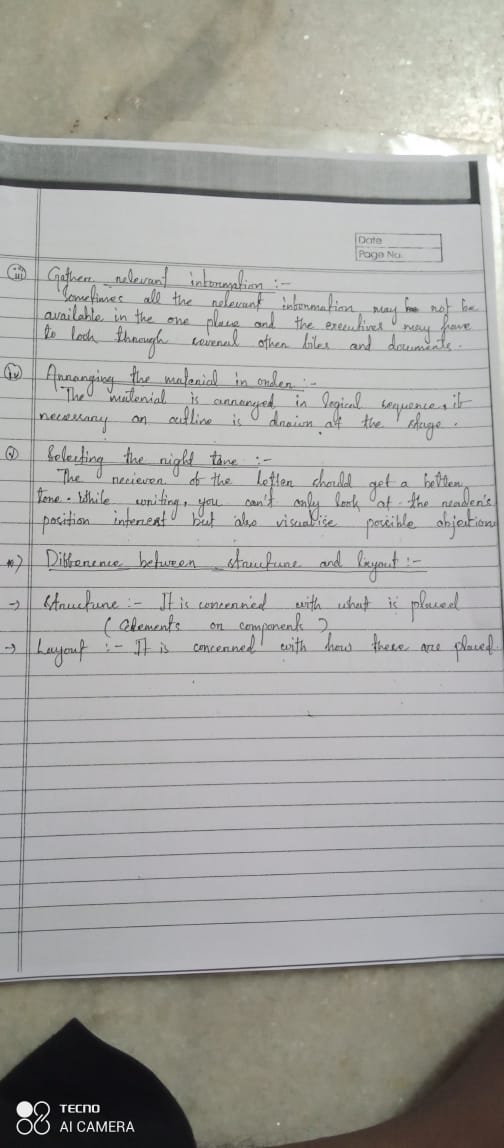 Date
Page No.
(iii) Gather relevant information :-
Sometimes all the relevant information may not be
available in the one place and the executives may have
to look through several other files and documents.
(iv) Arranging the material in order :-
The material is arranged in logical sequence, if
necessary an outline is drawn at the stage.
(v) Selecting the right tone :-
The reciever of the letter should get a better
tone. While writing, you can't only look at the reader's
position interest but also visualise possible objections
*) Difference between structure and layout :-
→ Structure :- It is concerned with what is placed
(elements or components)
→ Layout :- It is concerned with how these are placed.
TECNO
AI CAMERA